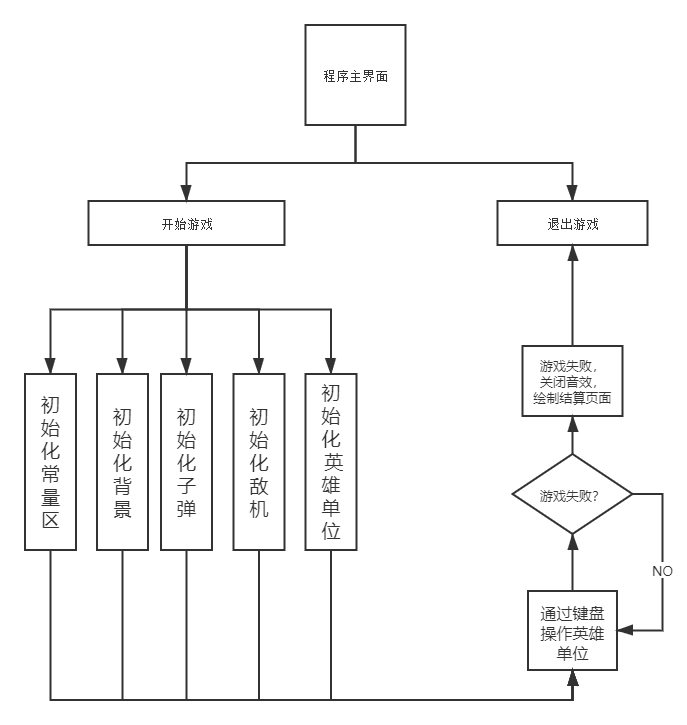 程序主界面
开始游戏
退出游戏
初始化常量区
初始化背景
初始化子弹
初始化敌机
初始化英雄单位
游戏失败，
关闭音效，
绘制结算页面
游戏失败?
NO
通过键盘
操作英雄
单位